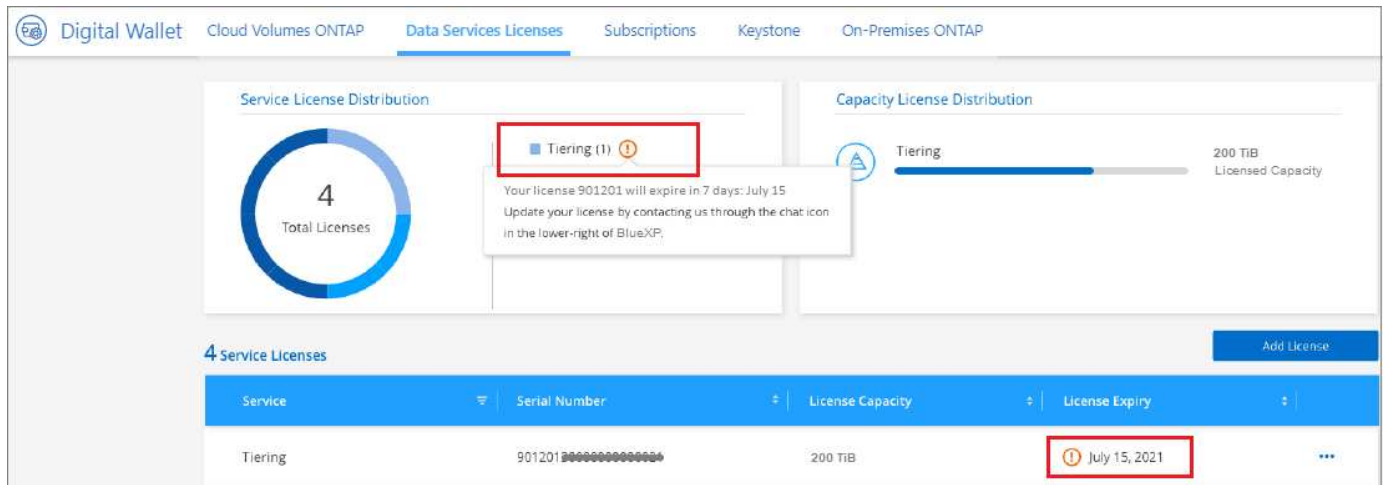 Digital Wallet Cloud Volumes ONTAP Data Services Licenses Subscriptions Keystone On-Premises ONTAP
Service License Distribution
4
Total Licenses
Tiering (1)
Your license 901201 will expire in 7 days: July 15
Update your license by contacting us through the chat icon
in the lower-right of BlueXP.
Capacity License Distribution
Tiering
200 TiB
Licensed Capacity
4 Service Licenses
Add License
Service Serial Number License Capacity License Expiry
Tiering 901201 200 TiB July 15, 2021